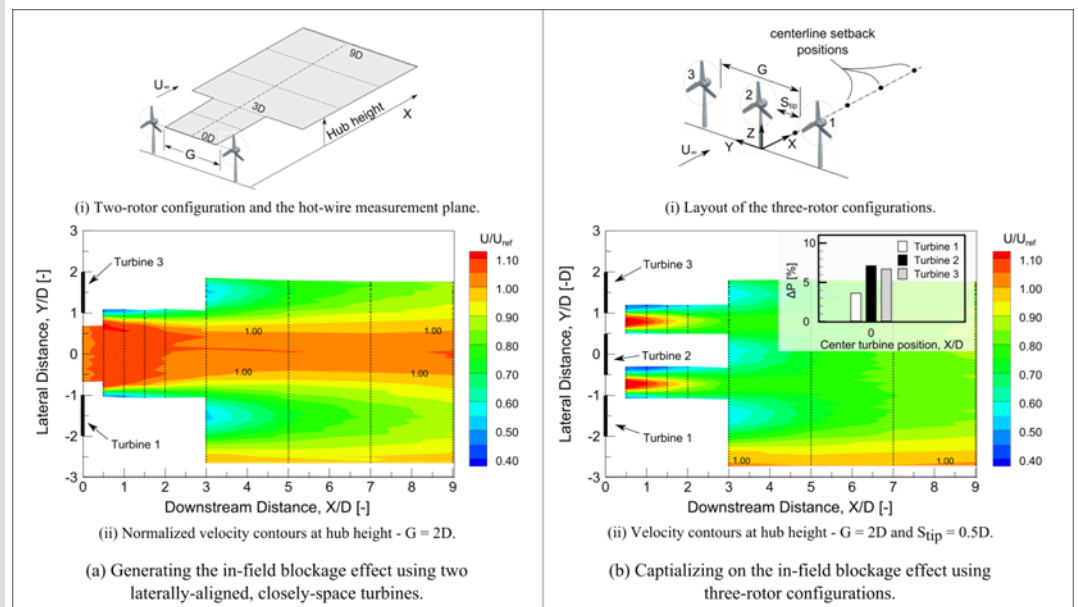 U∞
G
0D
3D
9D
Hub height
X
(i) Two-rotor configuration and the hot-wire measurement plane.
centerline setback
positions
3
G
2
Stip
1
Z
X
Y
U∞
(i) Layout of the three-rotor configurations.
U/Uref
1.10
1.00
0.90
0.80
0.70
0.60
0.50
0.40
Lateral Distance, Y/D [-]
3
2
1
0
-1
-2
-3
Turbine 3
Turbine 1
1.00
1.00
1.00
1.00
0 1 2 3 4 5 6 7 8 9
Downstream Distance, X/D [-]
(ii) Normalized velocity contours at hub height - G = 2D.
(a) Generating the in-field blockage effect using two
laterally-aligned, closely-space turbines.
U/Uref
1.10
1.00
0.90
0.80
0.70
0.60
0.50
0.40
Lateral Distance, Y/D [-D]
3
2
1
0
-1
-2
-3
Turbine 3
Turbine 2
Turbine 1
ΔP [%]
10
5
0
Turbine 1
Turbine 2
Turbine 3
0
Center turbine position, X/D
1.00
1.00
0 1 2 3 4 5 6 7 8 9
Downstream Distance, X/D [-]
(ii) Velocity contours at hub height - G = 2D and Stip = 0.5D.
(b) Captializing on the in-field blockage effect using
three-rotor configurations.